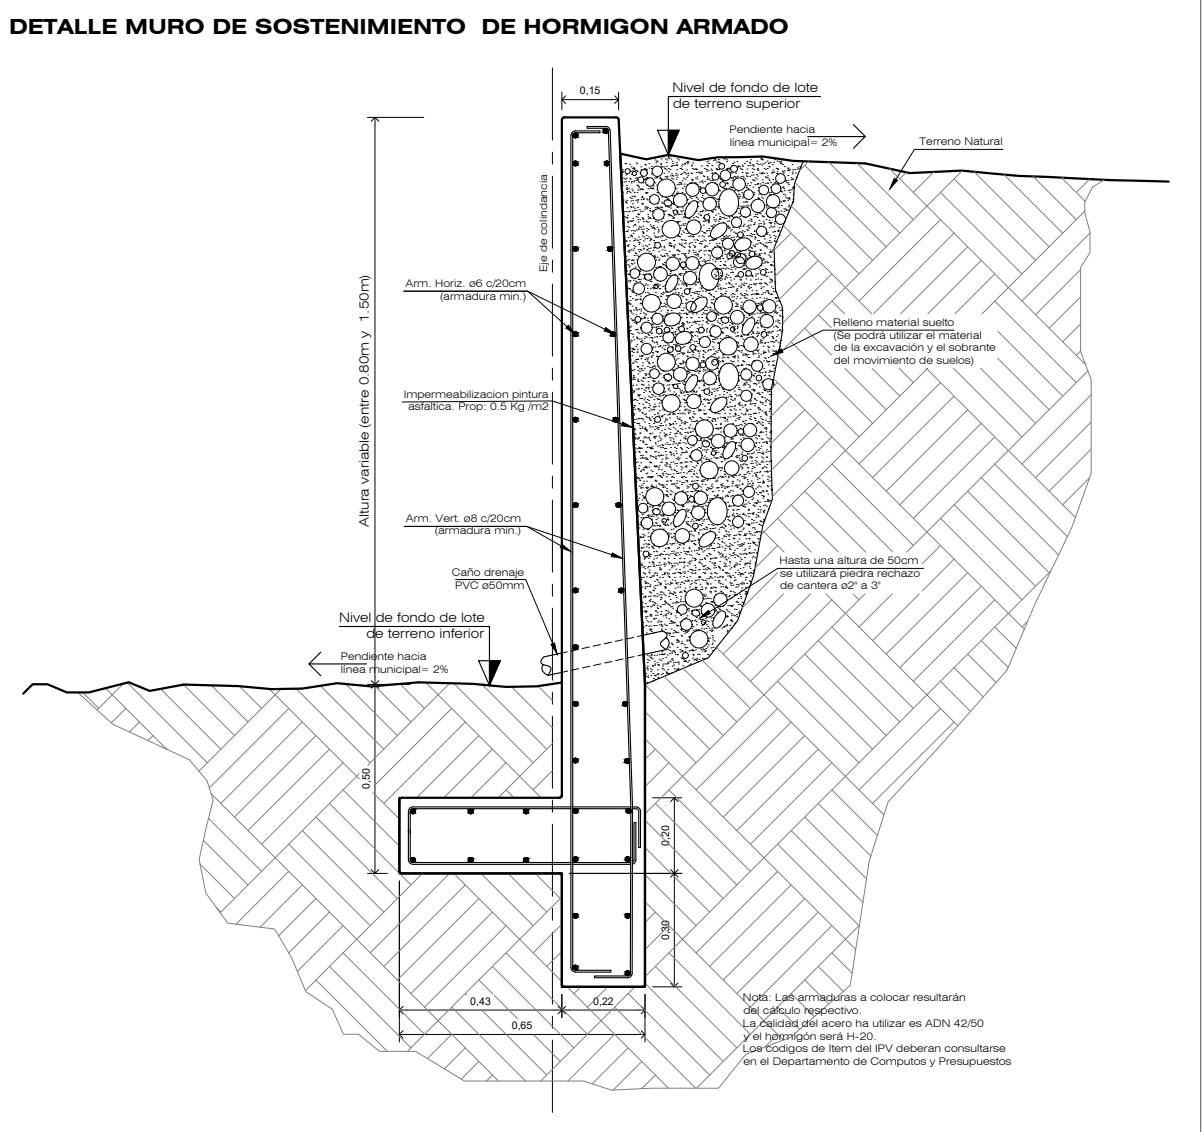 DETALLE MURO DE SOSTENIMIENTO  DE HORMIGON ARMADO
0,15
Nivel de fondo de lote
de terreno superior
Pendiente hacia
línea municipal= 2%
Terreno Natural
Eje de colindancia
Altura variable (entre 0.80m y  1.50m)
Arm. Horiz. ø6 c/20cm
(armadura min.)
Relleno material suelto
(Se podrá utilizar el material
de la excavación y el sobrante
del movimiento de suelos)
Impermeabilizacion pintura
asfaltica. Prop: 0.5 Kg /m2
Arm. Vert. ø8 c/20cm
(armadura min.)
Caño drenaje
PVC ø50mm
Hasta una altura de 50cm
se utilizará piedra rechazo
de cantera ø2" a 3"
Nivel de fondo de lote
de terreno inferior
Pendiente hacia
línea municipal= 2%
0,50
0,20
0,30
0,43
0,22
0,65
Nota: Las armaduras a colocar resultarán
del cálculo respectivo.
La calidad del acero ha utilizar es ADN 42/50
y el hormigón será H-20.
Los codigos de Item del IPV deberan consultarse
en el Departamento de Computos y Presupuestos